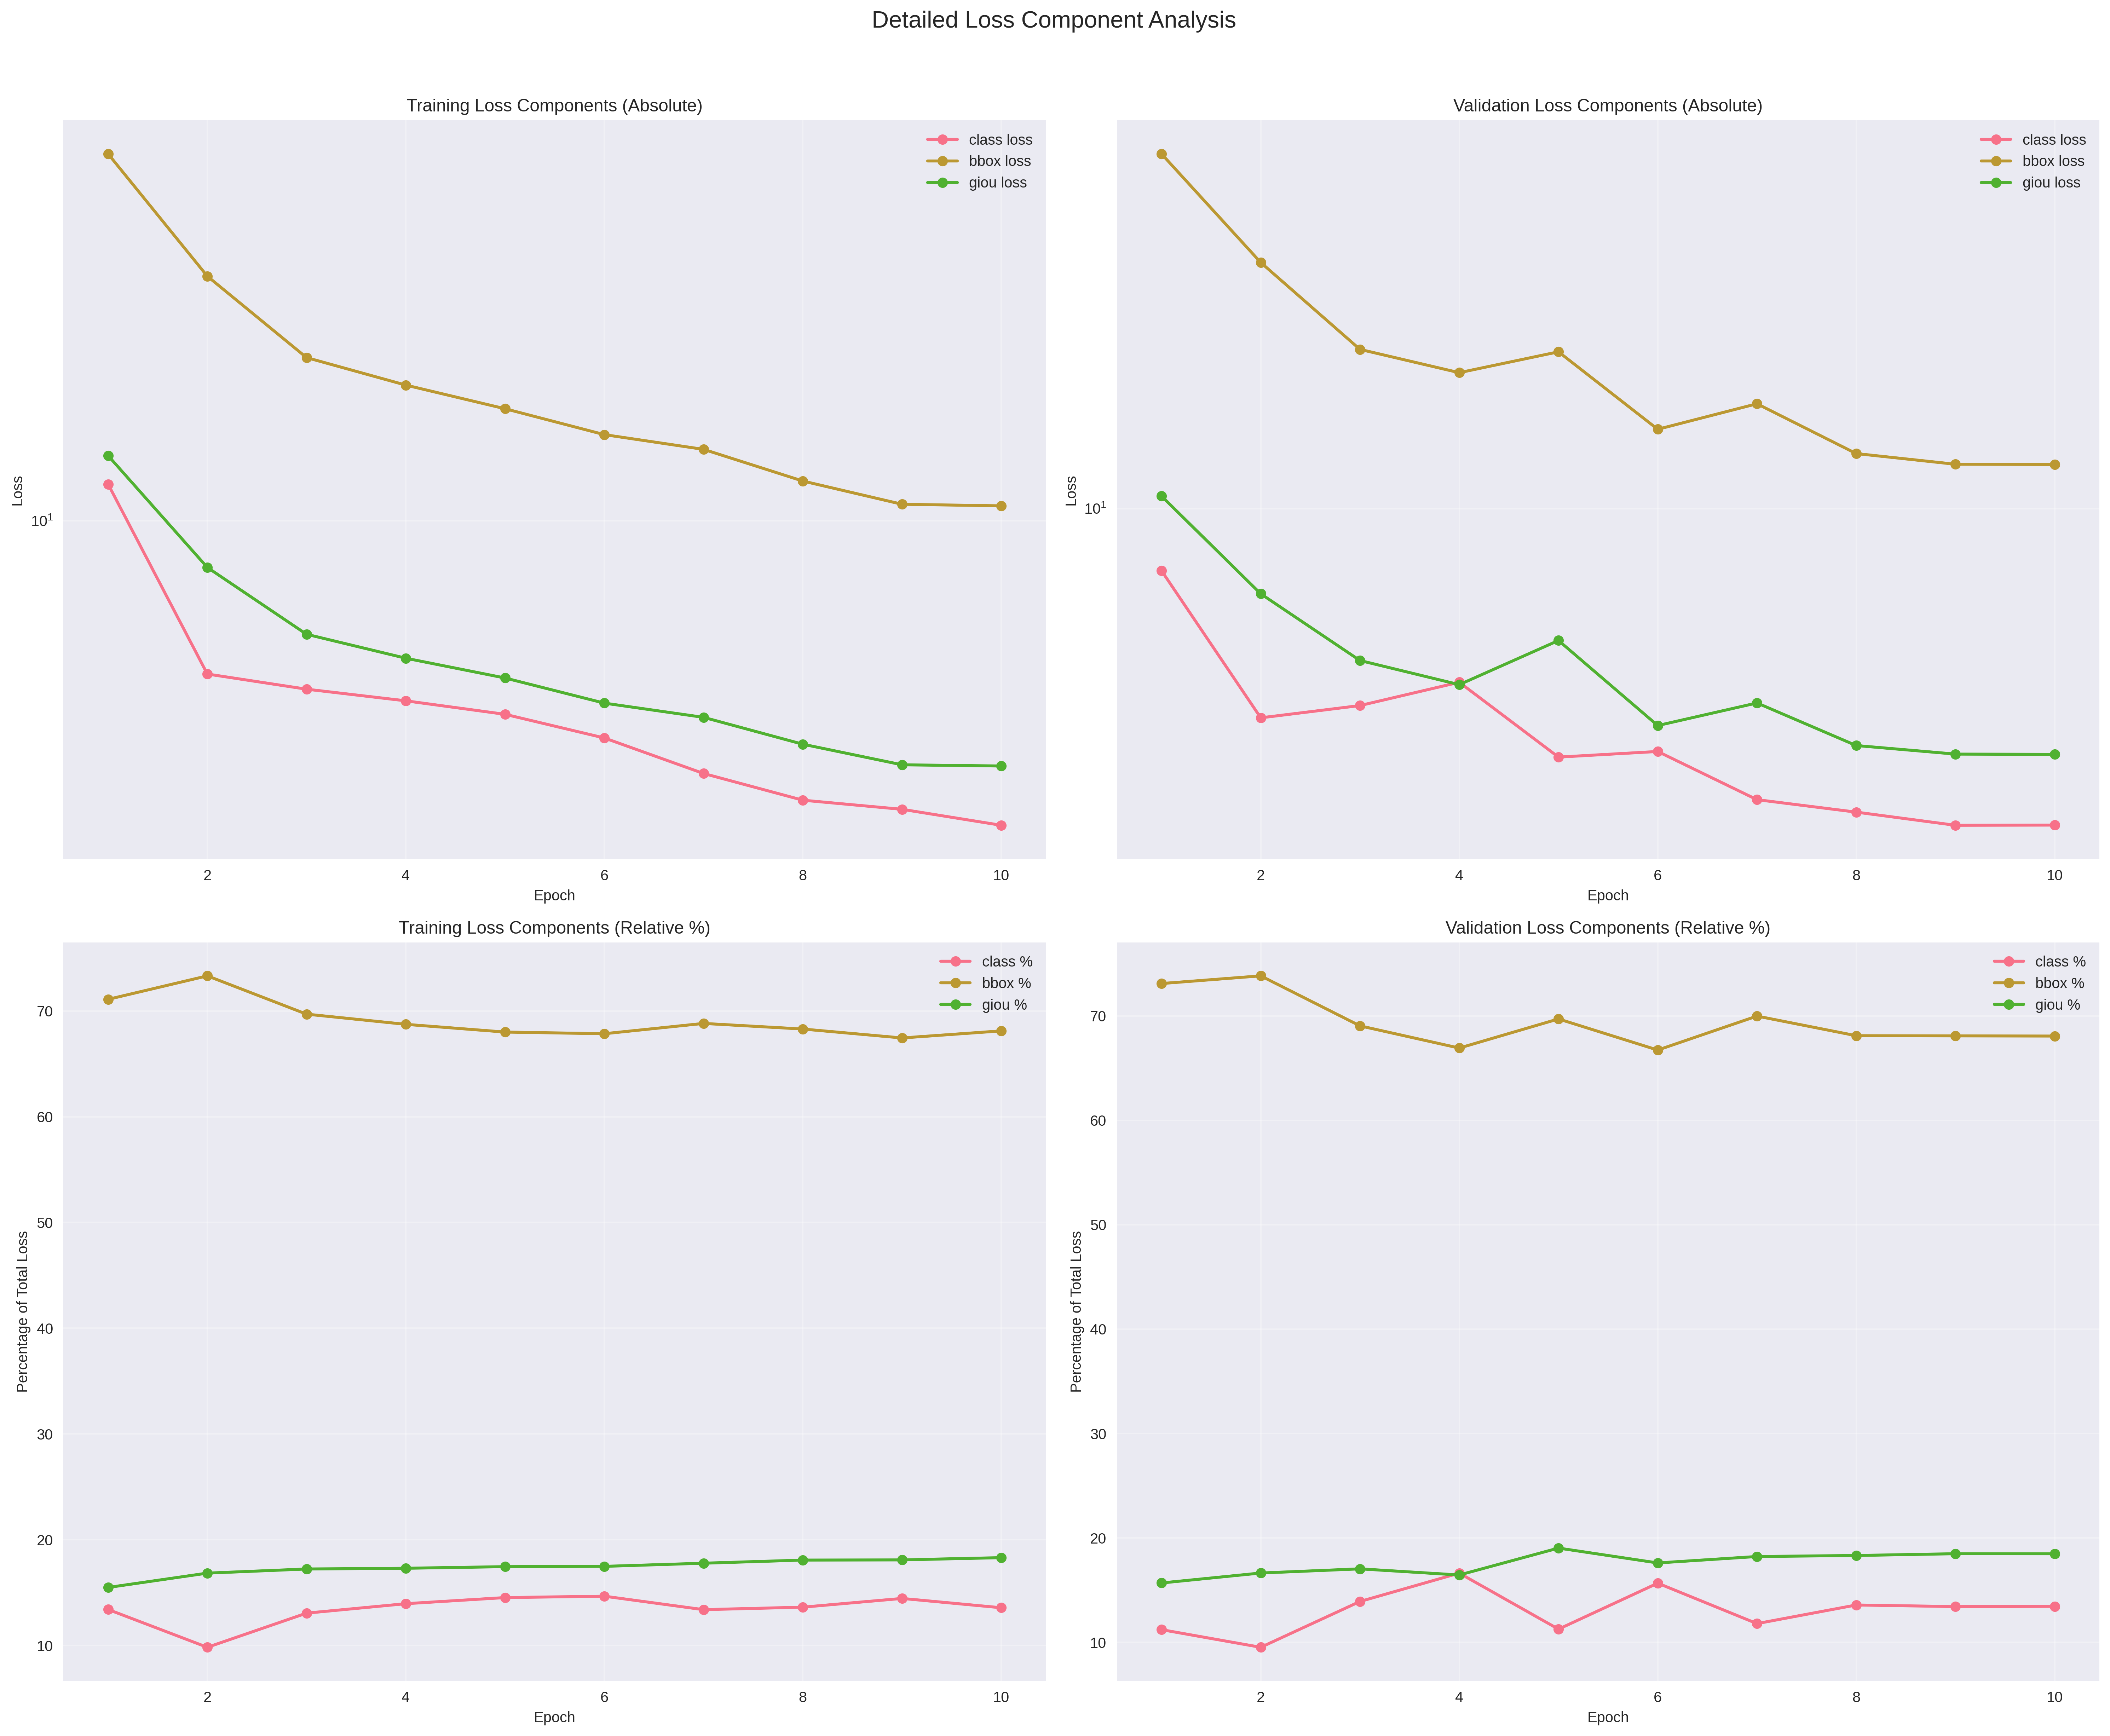 Detailed Loss Component Analysis
Training Loss Components (Absolute)
class loss
bbox loss
giou loss
Loss
10¹
2
4
6
8
10
Epoch
Validation Loss Components (Absolute)
class loss
bbox loss
giou loss
Loss
10¹
2
4
6
8
10
Epoch
Training Loss Components (Relative %)
class %
bbox %
giou %
Percentage of Total Loss
70
60
50
40
30
20
10
2
4
6
8
10
Epoch
Validation Loss Components (Relative %)
class %
bbox %
giou %
Percentage of Total Loss
70
60
50
40
30
20
10
2
4
6
8
10
Epoch